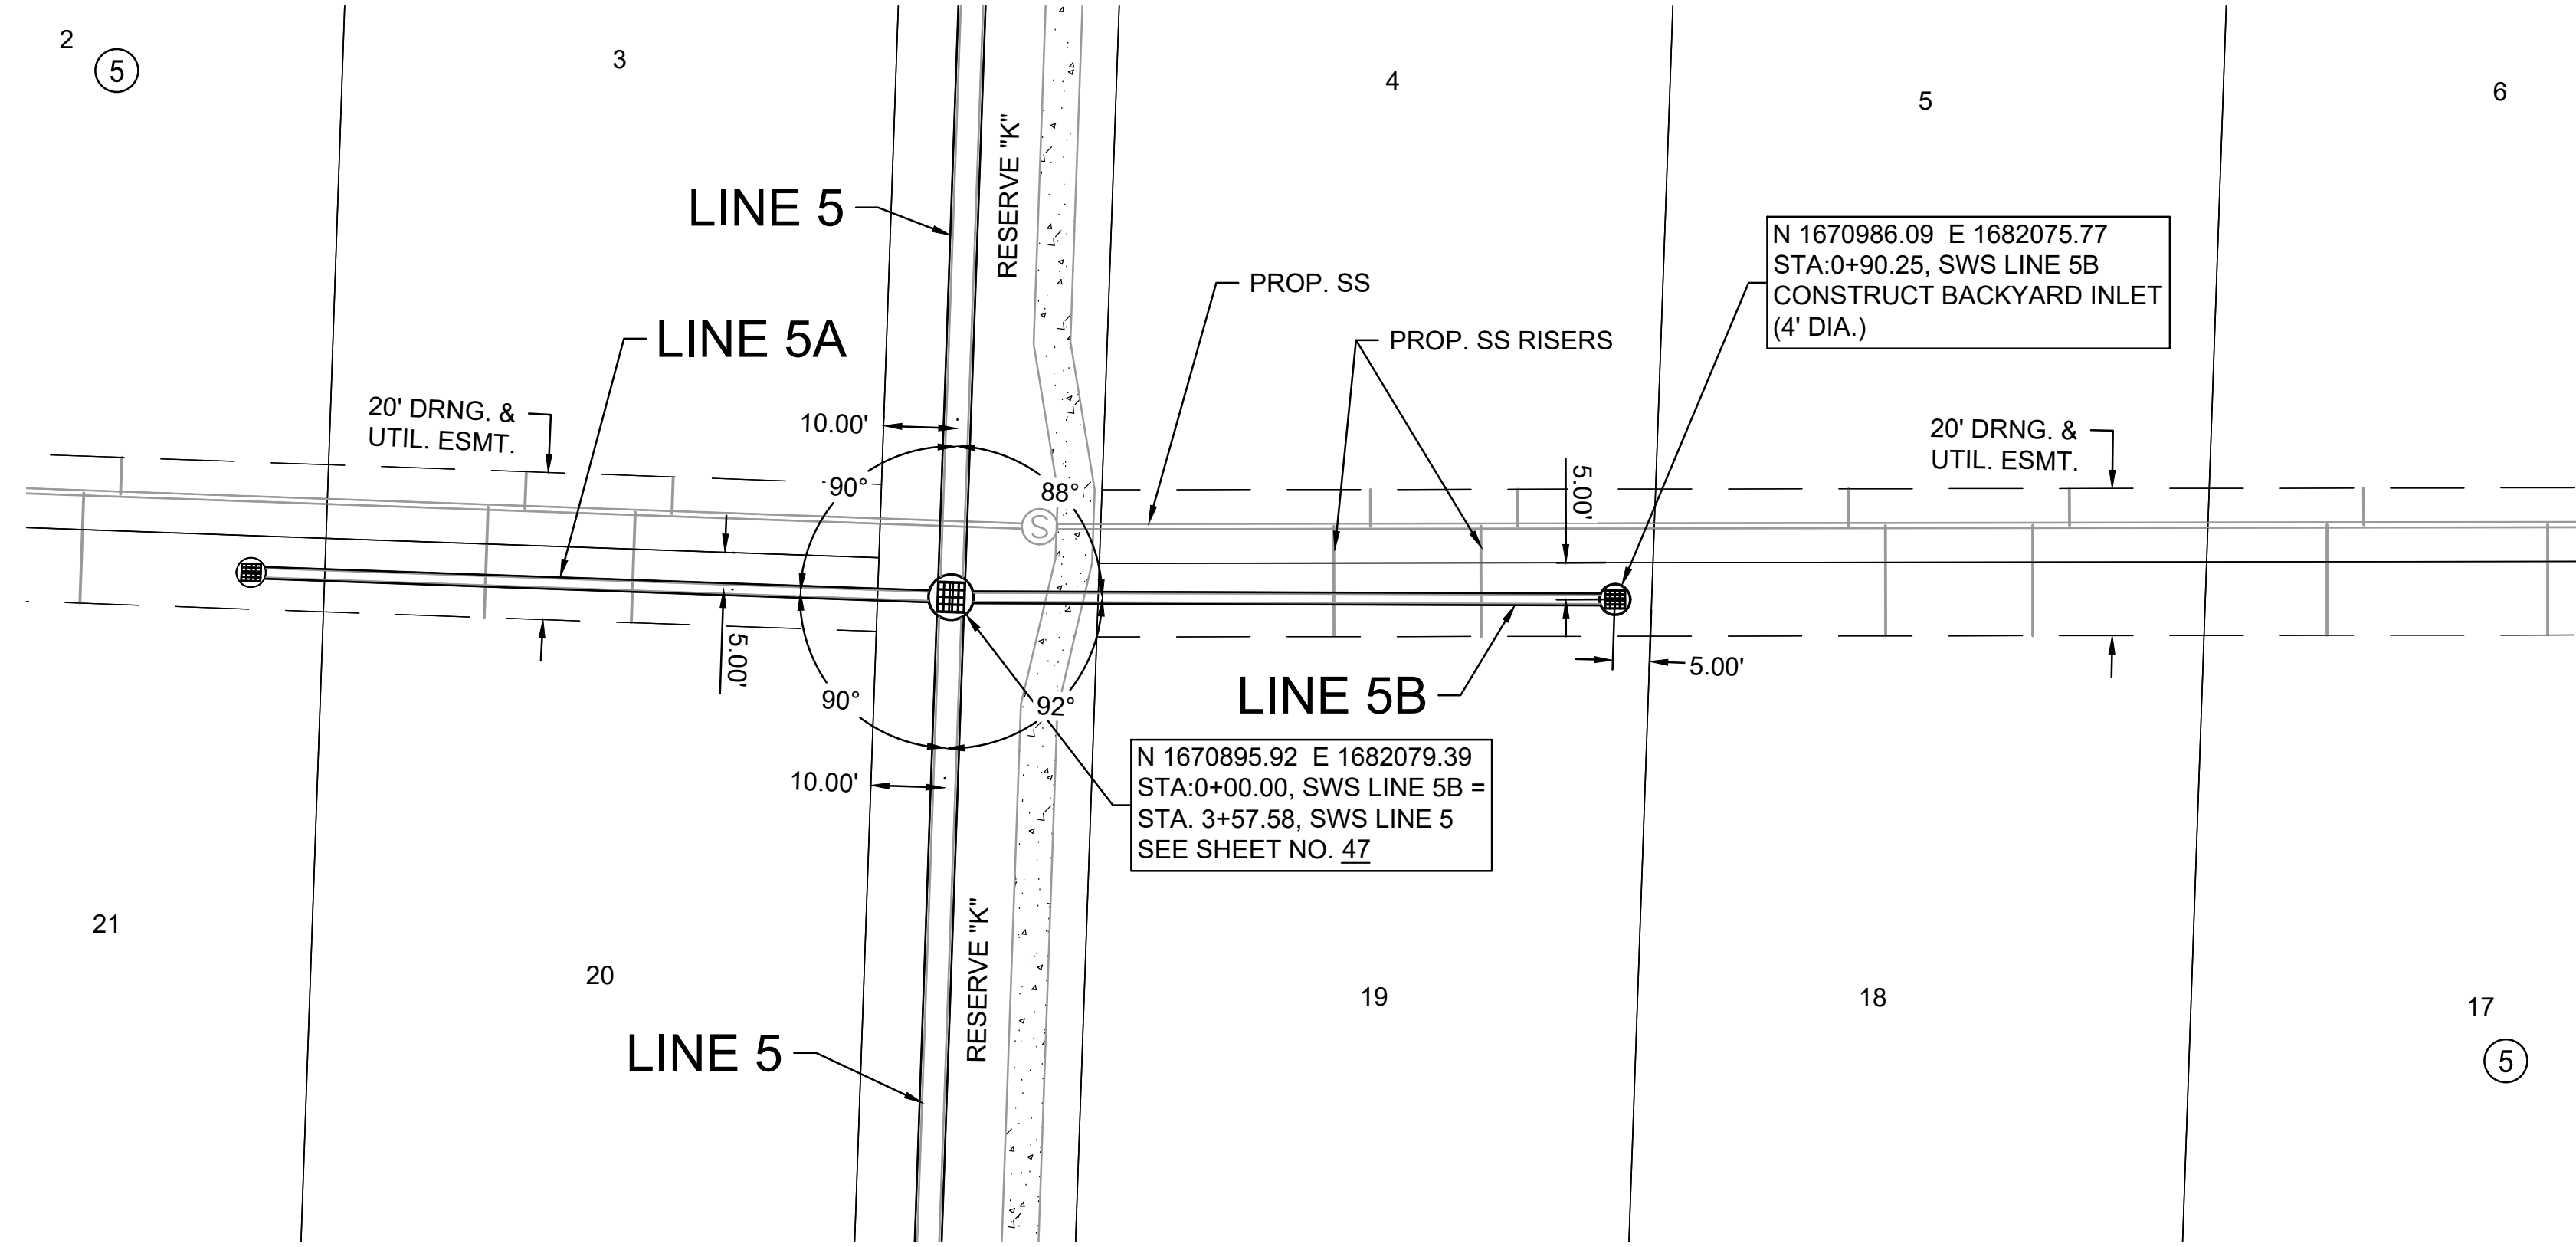 2
5
3
4
5
6
RESERVE "K"
LINE 5
N 1670986.09 E 1682075.77
STA:0+90.25, SWS LINE 5B
CONSTRUCT BACKYARD INLET
(4' DIA.)
PROP. SS
LINE 5A
PROP. SS RISERS
20' DRNG. &
UTIL. ESMT.
10.00'
20' DRNG. &
UTIL. ESMT.
90°
88°
5.00'
S
5.00'
5.00'
90°
92°
LINE 5B
10.00'
N 1670895.92 E 1682079.39
STA:0+00.00, SWS LINE 5B =
STA. 3+57.58, SWS LINE 5
SEE SHEET NO. 47
21
20
RESERVE "K"
19
18
17
LINE 5
5